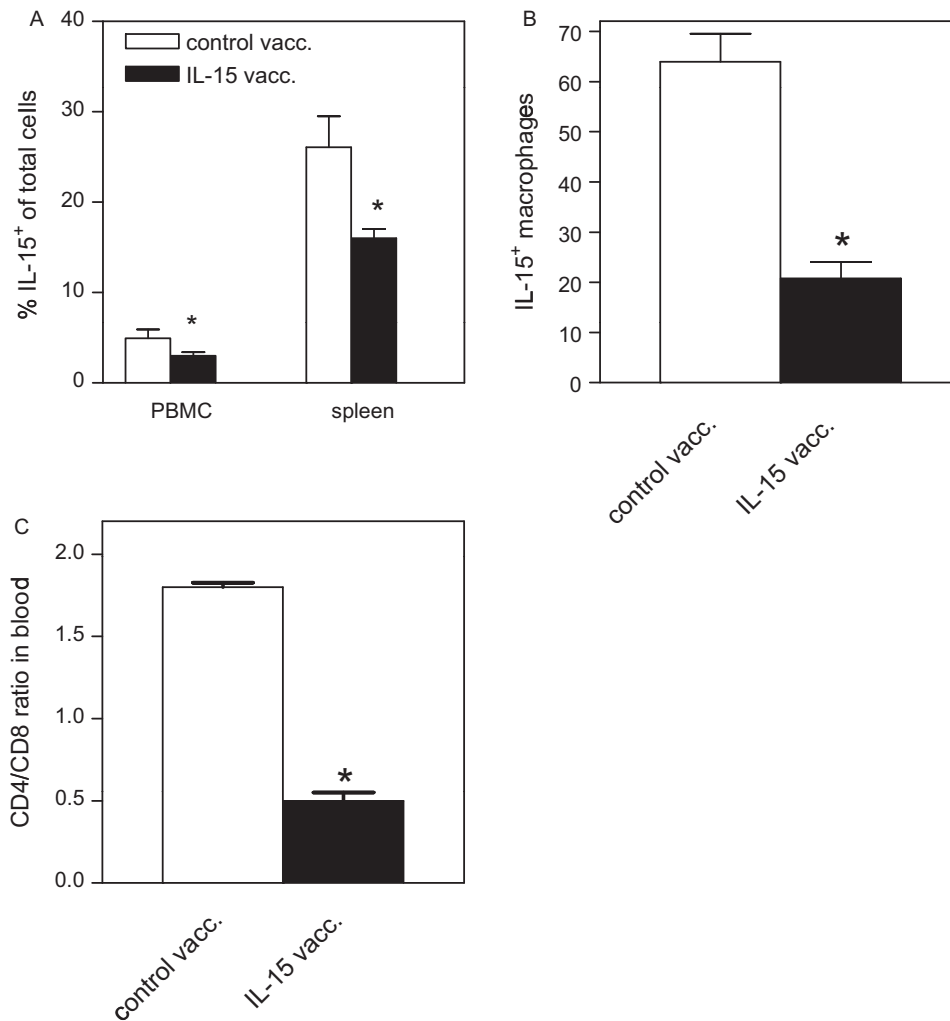 A
% IL-15+ of total cells
40
30
20
10
0
control vacc.
IL-15 vacc.
*
*
PBMC
spleen
B
IL-15+ macrophages
70
60
50
40
30
20
10
0
*
control vacc.
IL-15 vacc.
C
CD4/CD8 ratio in blood
2.0
1.5
1.0
0.5
0.0
*
control vacc.
IL-15 vacc.